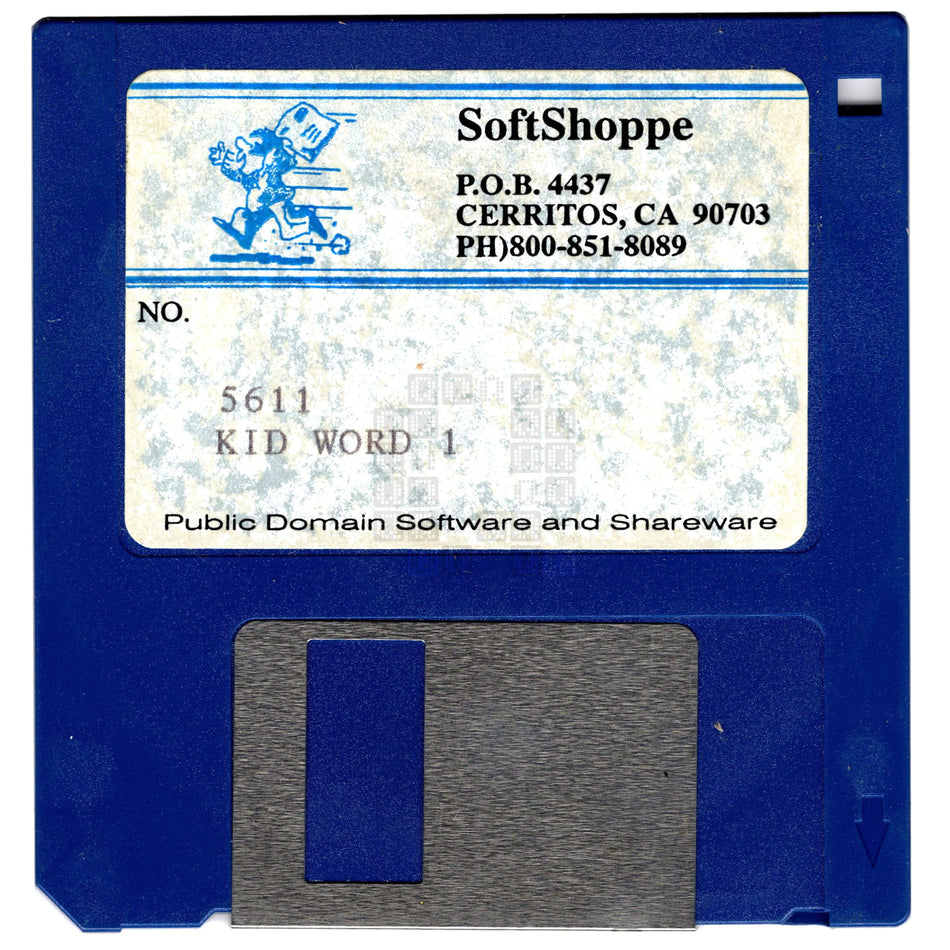 SoftShoppe
P.O.B. 4437
CERRITOS, CA 90703
PH)800-851-8089
NO.
5611
KID WORD 1
Public Domain Software and Shareware